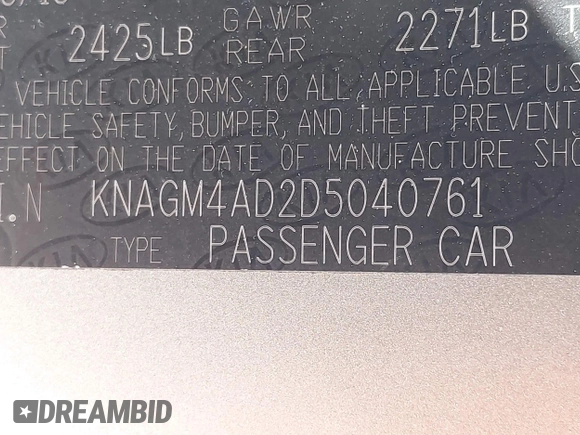 2425LB GAWR REAR 2271LB
VEHICLE CONFORMS TO ALL APPLICABLE U.S
VEHICLE SAFETY, BUMPER, AND THEFT PREVENT
EFFECT ON THE DATE OF MANUFACTURE SHO
I.N KNAGM4AD2D5040761
TYPE PASSENGER CAR
KIA
DREAMBID